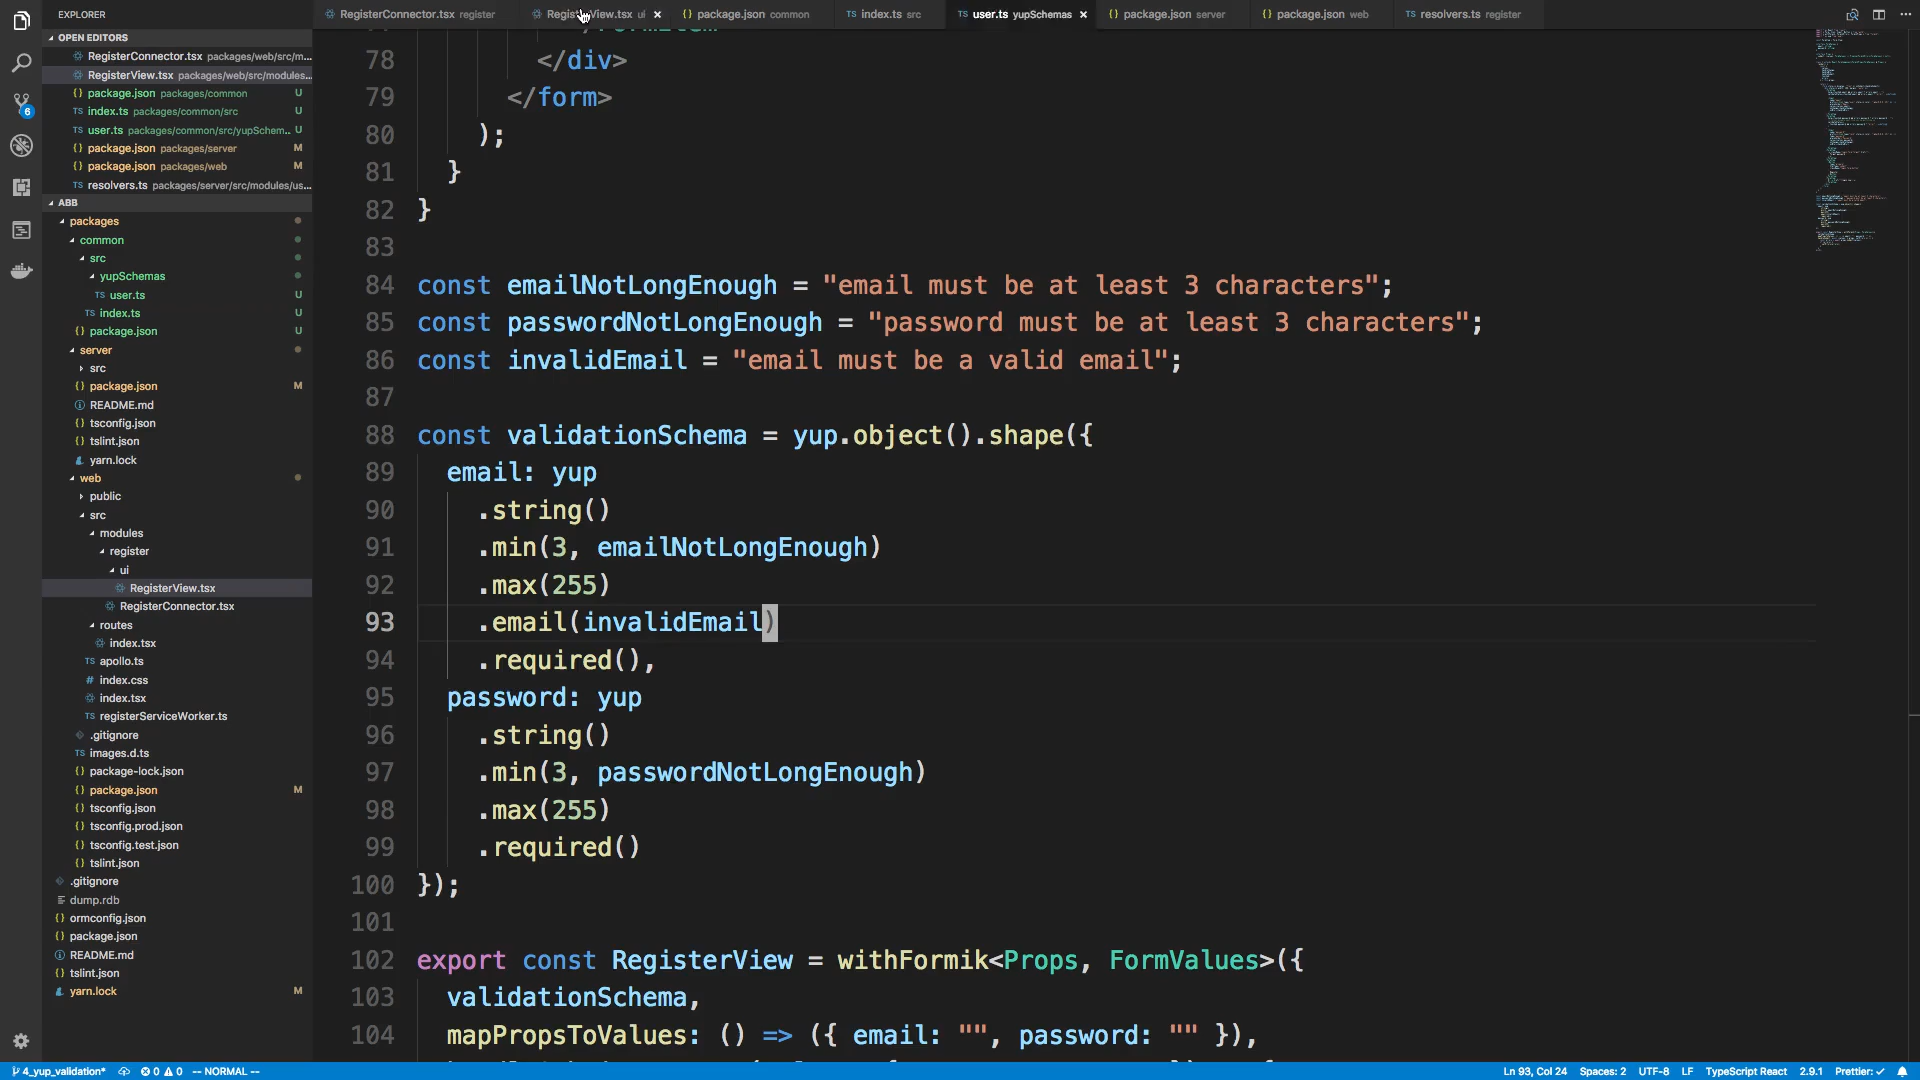 EXPLORER
RegisterConnector.tsx register
RegisterView.tsx ui
package.json common
index.ts src
user.ts yupSchemas
package.json server
package.json web
resolvers.ts register
OPEN EDITORS
RegisterConnector.tsx packages/web/src/m...
RegisterView.tsx packages/web/src/modules...
package.json packages/common U
index.ts packages/common/src U
user.ts packages/common/src/yupSchem... U
package.json packages/server M
package.json packages/web M
resolvers.ts packages/server/src/modules/us...
ABB
packages
common
src
yupSchemas
TS user.ts U
TS index.ts U
package.json U
server
src
package.json M
README.md
tsconfig.json
tslint.json
yarn.lock
web
public
src
modules
register
ui
RegisterView.tsx
RegisterConnector.tsx
routes
index.tsx
TS apollo.ts
# index.css
index.tsx
TS registerServiceWorker.ts
.gitignore
TS images.d.ts
package-lock.json
package.json M
tsconfig.json
tsconfig.prod.json
tsconfig.test.json
tslint.json
.gitignore
dump.rdb
ormconfig.json
package.json
README.md
tslint.json
yarn.lock M
6
78 </div>
79 </form>
80 );
81 }
82 }
83
84 const emailNotLongEnough = "email must be at least 3 characters";
85 const passwordNotLongEnough = "password must be at least 3 characters";
86 const invalidEmail = "email must be a valid email";
87
88 const validationSchema = yup.object().shape({
89 email: yup
90 .string()
91 .min(3, emailNotLongEnough)
92 .max(255)
93 .email(invalidEmail)
94 .required(),
95 password: yup
96 .string()
97 .min(3, passwordNotLongEnough)
98 .max(255)
99 .required()
100 });
101
102 export const RegisterView = withFormik<Props, FormValues>({
103 validationSchema,
104 mapPropsToValues: () => ({ email: "", password: "" }),
4_yup_validation* 0 0 -- NORMAL --
Ln 93, Col 24 Spaces: 2 UTF-8 LF TypeScript React 2.9.1 Prettier: ✓